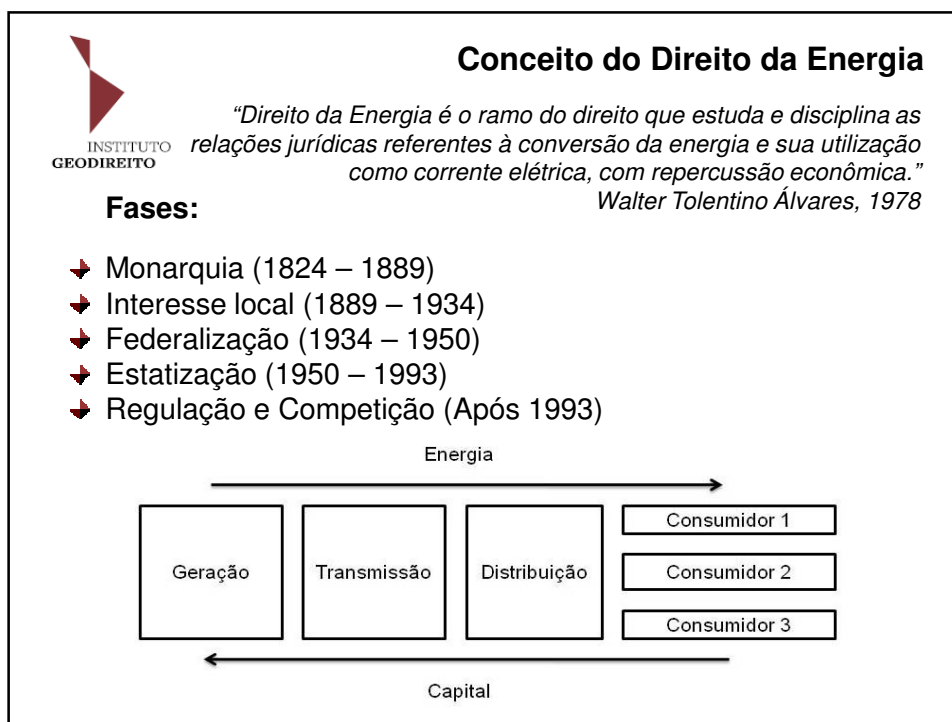 Conceito do Direito da Energia
“Direito da Energia é o ramo do direito que estuda e disciplina as
relações jurídicas referentes à conversão da energia e sua utilização
como corrente elétrica, com repercussão econômica.”
Walter Tolentino Álvares, 1978
INSTITUTO
GEODIREITO
Fases:
Monarquia (1824 – 1889)
Interesse local (1889 – 1934)
Federalização (1934 – 1950)
Estatização (1950 – 1993)
Regulação e Competição (Após 1993)
Energia
Geração
Transmissão
Distribuição
Consumidor 1
Consumidor 2
Consumidor 3
Capital